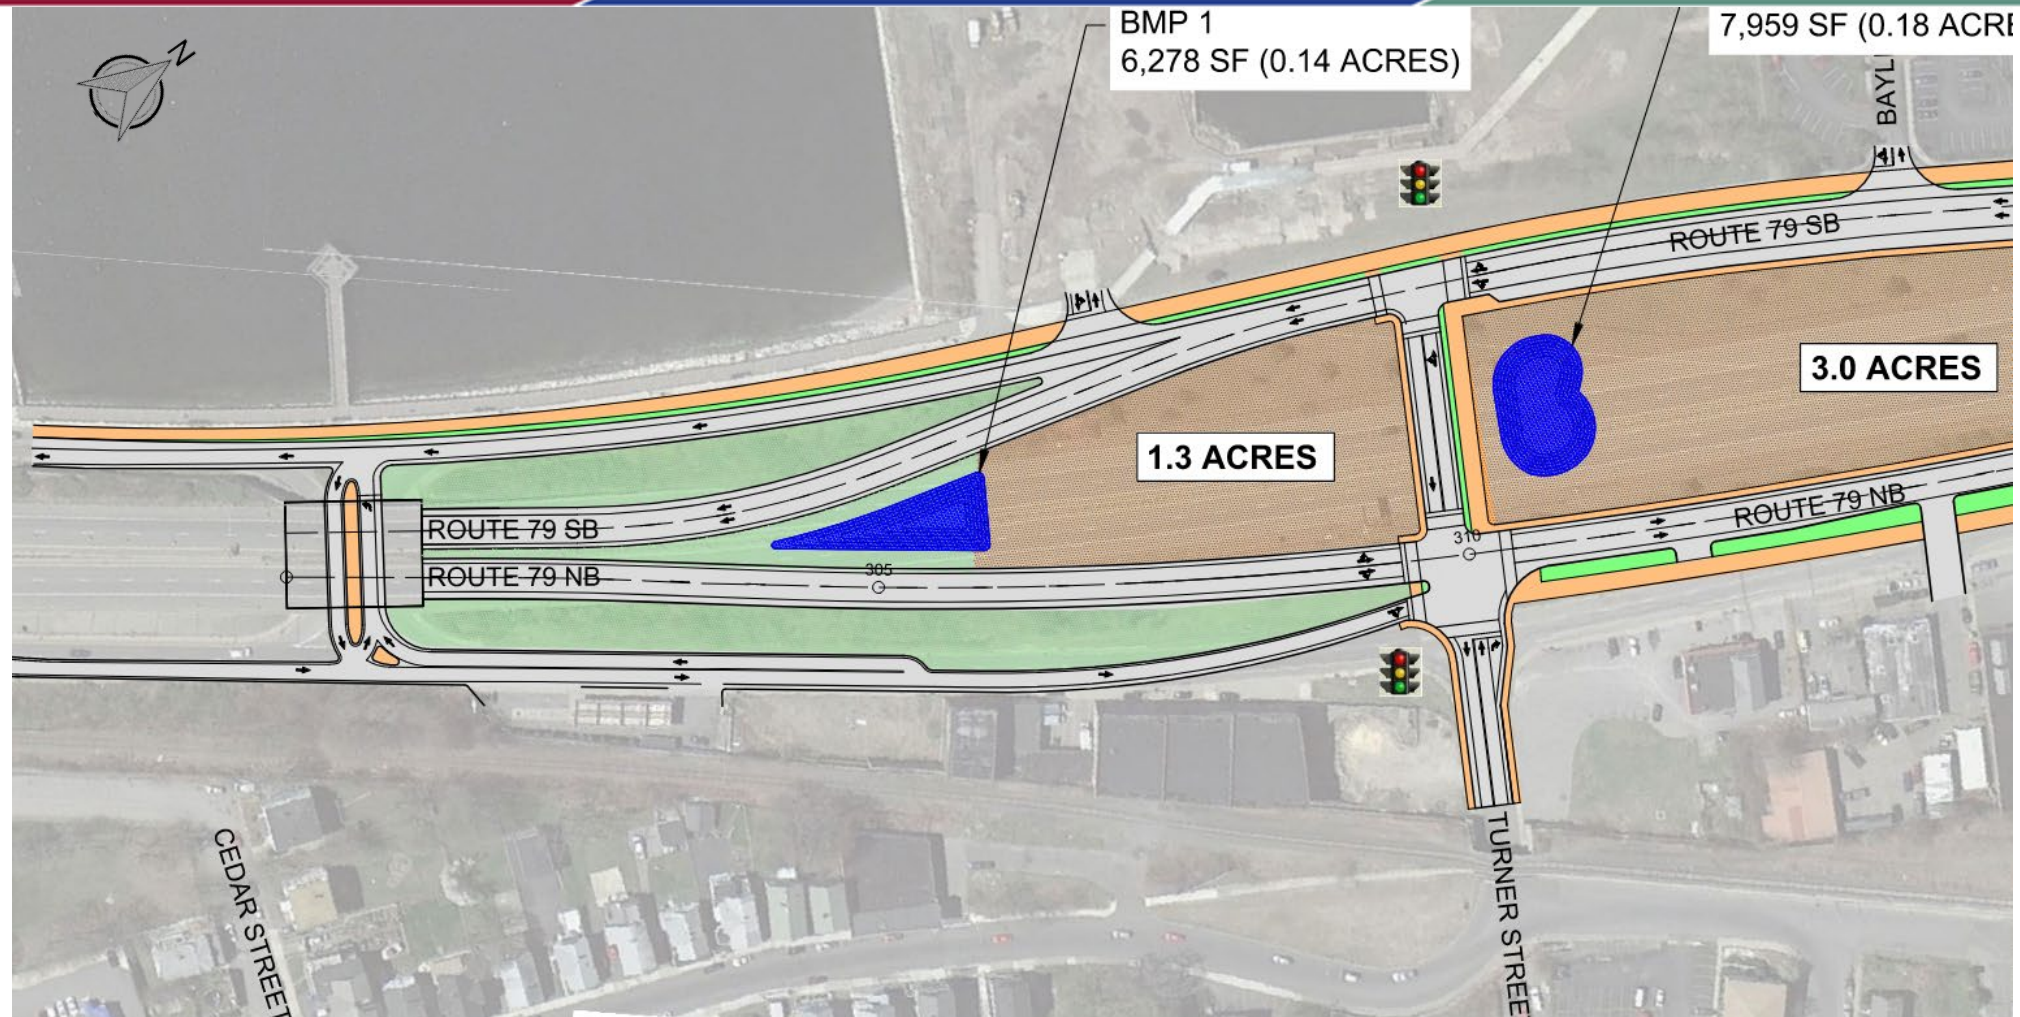 N
BMP 1
6,278 SF (0.14 ACRES)
7,959 SF (0.18 ACRE
BAYL
ROUTE 79 SB
3.0 ACRES
1.3 ACRES
ROUTE 79 SB
ROUTE 79 NB
ROUTE 79 NB
305
310
CEDAR STREET
TURNER STREE